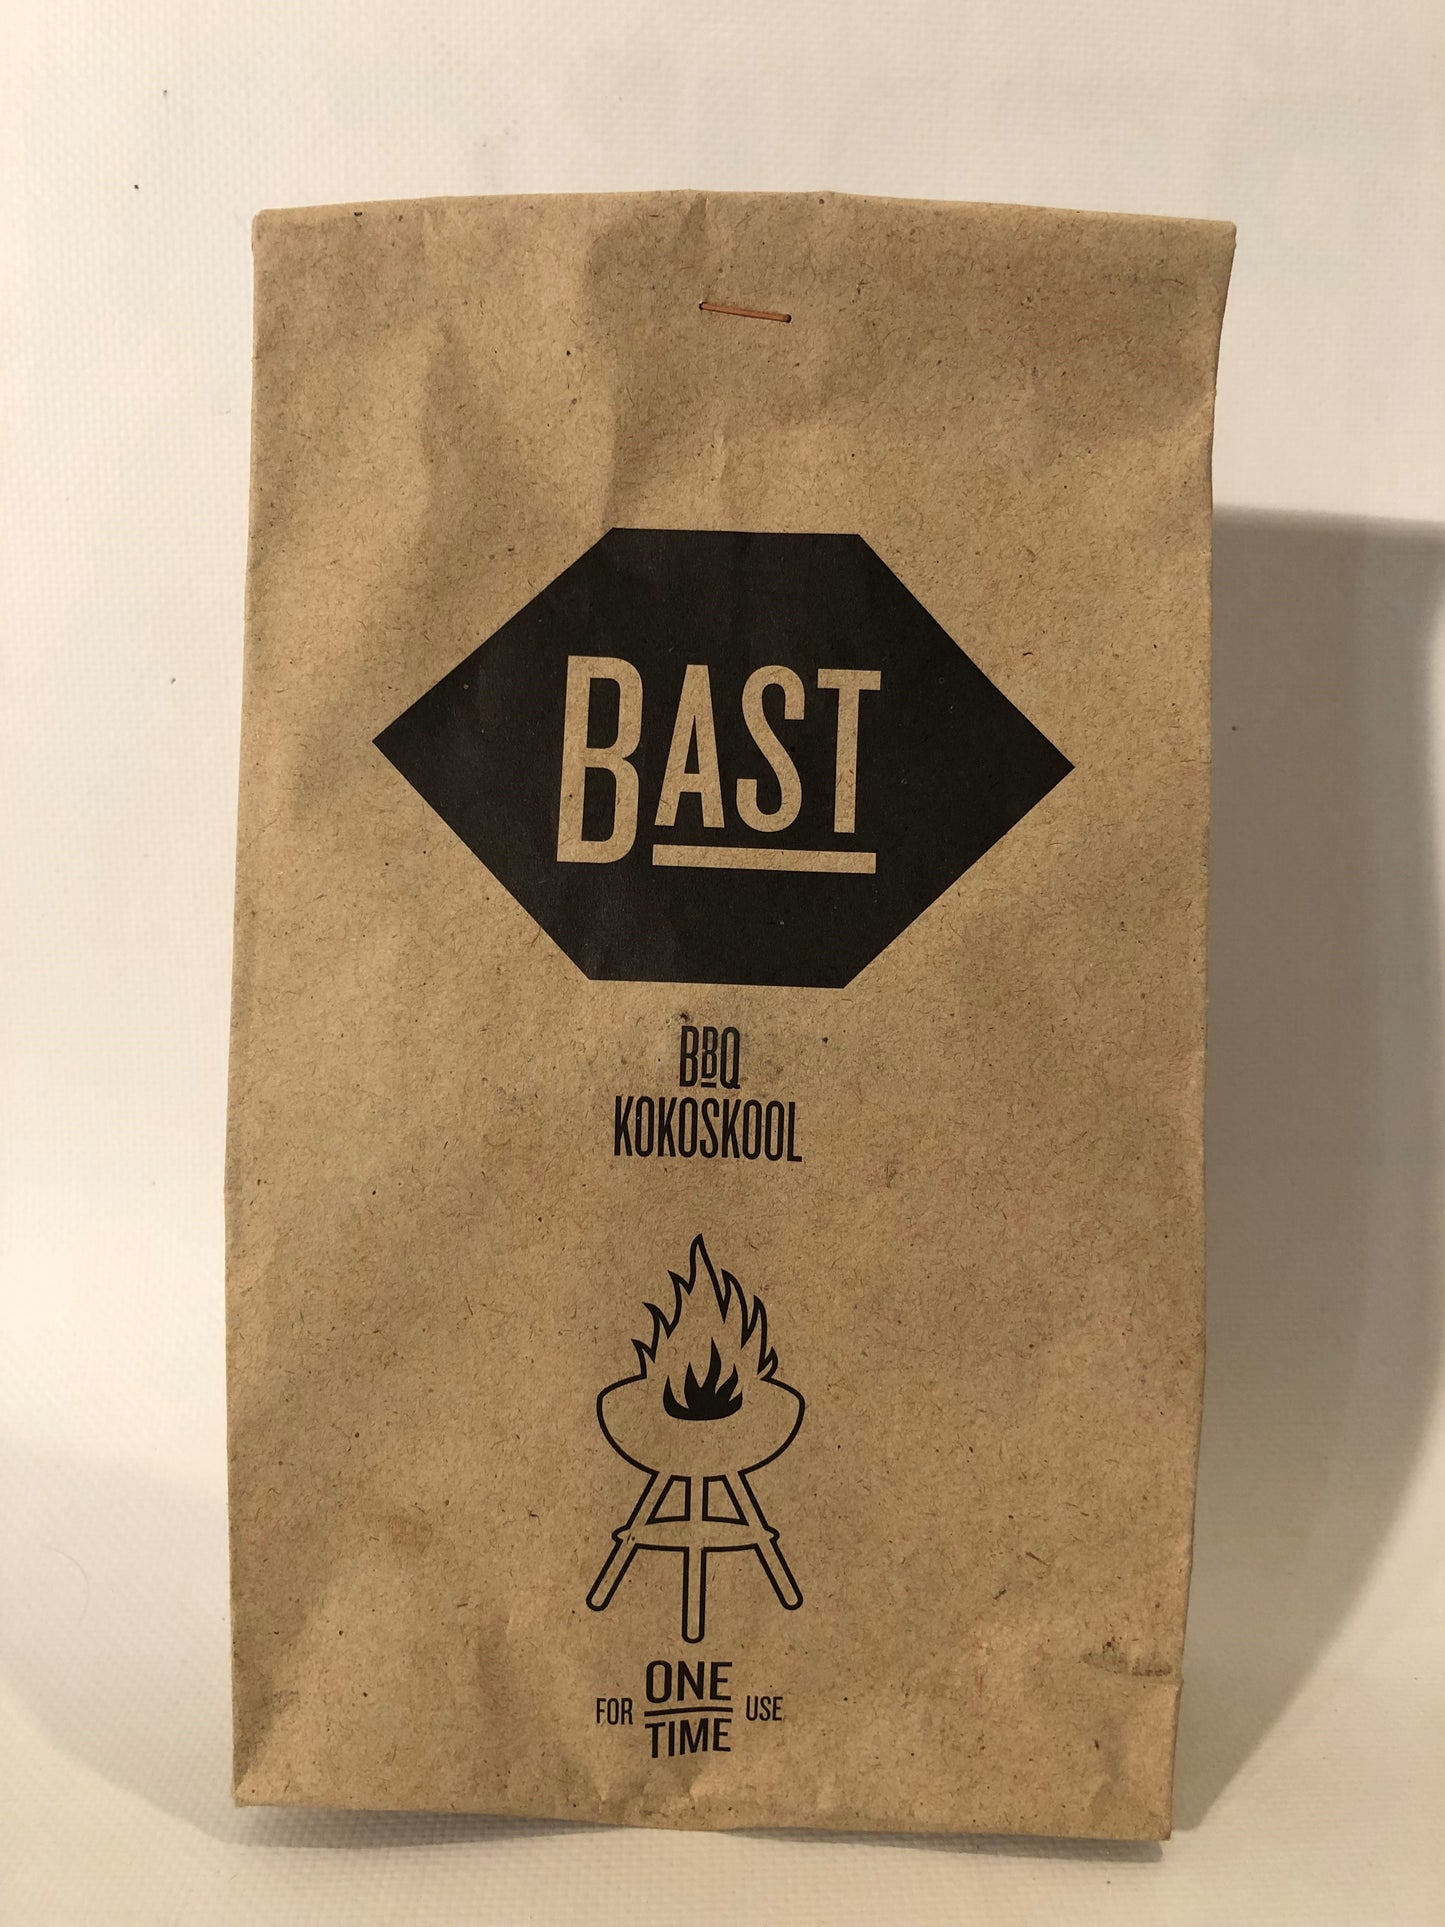 BAST
BBQ
KOKOSKOOL
FOR ONE TIME USE